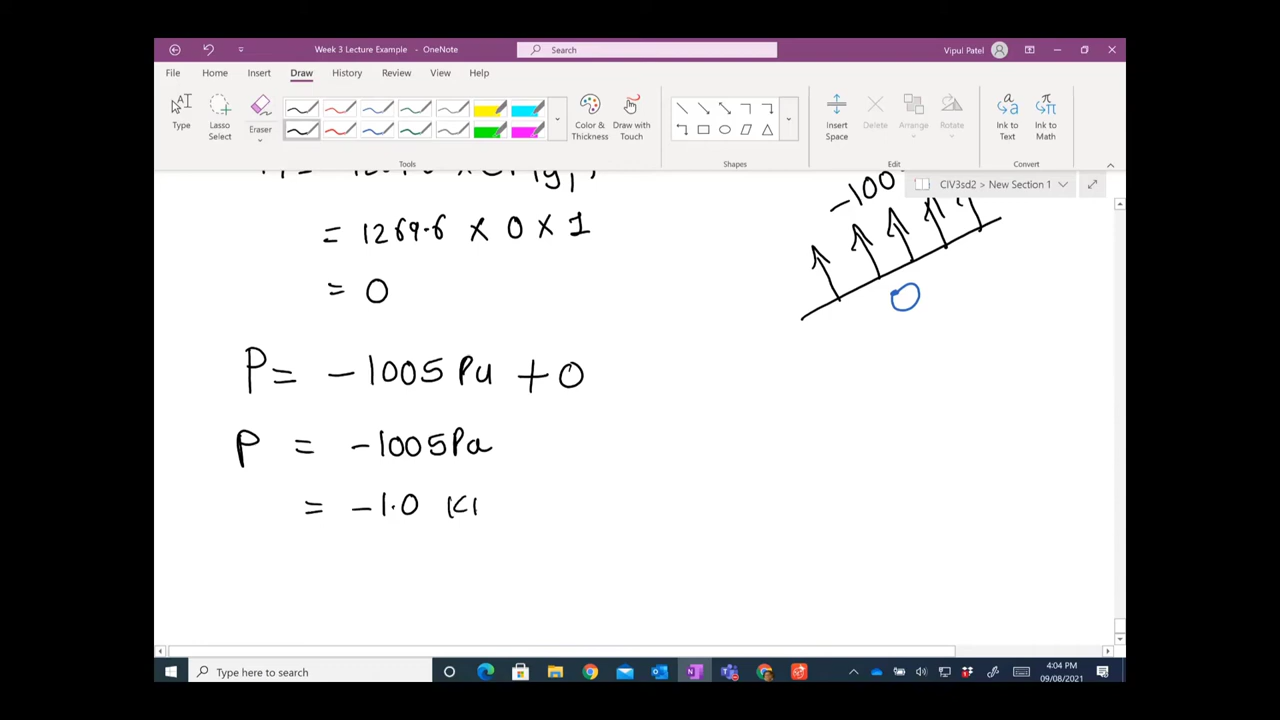 Week 3 Lecture Example - OneNote
Search
Vipul Patel
File Home Insert Draw History Review View Help
Type
Lasso Select
Eraser
Color & Thickness
Draw with Touch
Insert Space
Delete
Arrange
Rotate
Ink to Text
Ink to Math
Tools
Shapes
Edit
Convert
CIV3sd2 > New Section 1
-100
= 1269.6 X 0 X 1
= 0
0
P= -1005 Pa + 0
P = -1005Pa
= -1.0 K
Type here to search
4:04 PM
09/08/2021